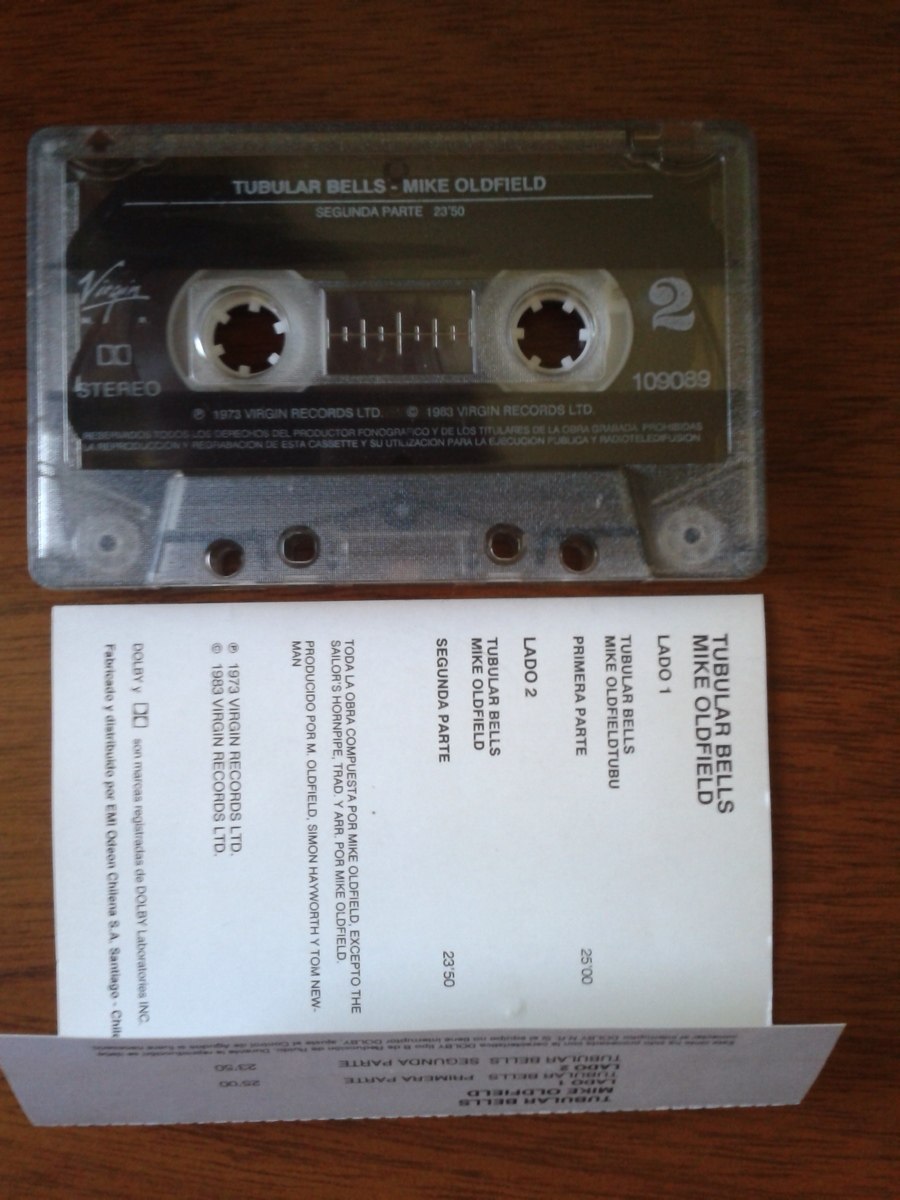 TUBULAR BELLS - MIKE OLDFIELD
SEGUNDA PARTE 23'50
Virgin
2
STEREO
109089
℗ 1973 VIRGIN RECORDS LTD. © 1983 VIRGIN RECORDS LTD.
RESERVADOS TODOS LOS DERECHOS DEL PRODUCTOR FONOGRAFICO Y DE LOS TITULARES DE LA OBRA GRABADA. PROHIBIDAS
LA REPRODUCCION Y REGRABACION DE ESTA CASSETTE Y SU UTILIZACION PARA LA EJECUCION PUBLICA Y RADIOTELEDIFUSION
TUBULAR BELLS
MIKE OLDFIELD
LADO 1
TUBULAR BELLS
MIKE OLDFIELDTUBU
PRIMERA PARTE 25'00
LADO 2
TUBULAR BELLS
MIKE OLDFIELD
SEGUNDA PARTE 23'50
TODA LA OBRA COMPUESTA POR MIKE OLDFIELD, EXCEPTO THE
SAILOR'S HORNPIPE, TRAD. Y ARR. POR MIKE OLDFIELD.
PRODUCIDO POR M. OLDFIELD, SIMON HAYWORTH Y TOM NEW-
MAN
℗ 1973 VIRGIN RECORDS LTD.
© 1983 VIRGIN RECORDS LTD.
DOLBY y son marcas registradas de DOLBY Laboratories INC.
Fabricado y distribuido por EMI Odeon Chilena S.A. Santiago - Chile
TUBULAR BELLS
MIKE OLDFIELD
LADO 1
TUBULAR BELLS PRIMERA PARTE 25'00
LADO 2
TUBULAR BELLS SEGUNDA PARTE 23'50